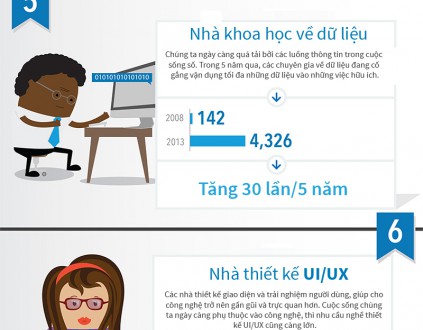 5
Nhà khoa học về dữ liệu
Chúng ta ngày càng quả tải bởi các luồng thông tin trong cuộc
sống số. Trong 5 năm qua, các chuyên gia về dữ liệu đang cố
gắng vận dụng tối đa những dữ liệu vào những việc hữu ích.
010101010101010
2008 142
2013 4,326
Tăng 30 lần/5 năm
6
Nhà thiết kế UI/UX
Các nhà thiết kế giao diện và trải nghiệm người dùng, giúp cho
công nghệ trở nên gần gũi và trực quan hơn. Cuộc sống chúng
ta ngày càng phụ thuộc vào công nghệ, thì nhu cầu nghề thiết
kế UI/UX cũng càng lớn.